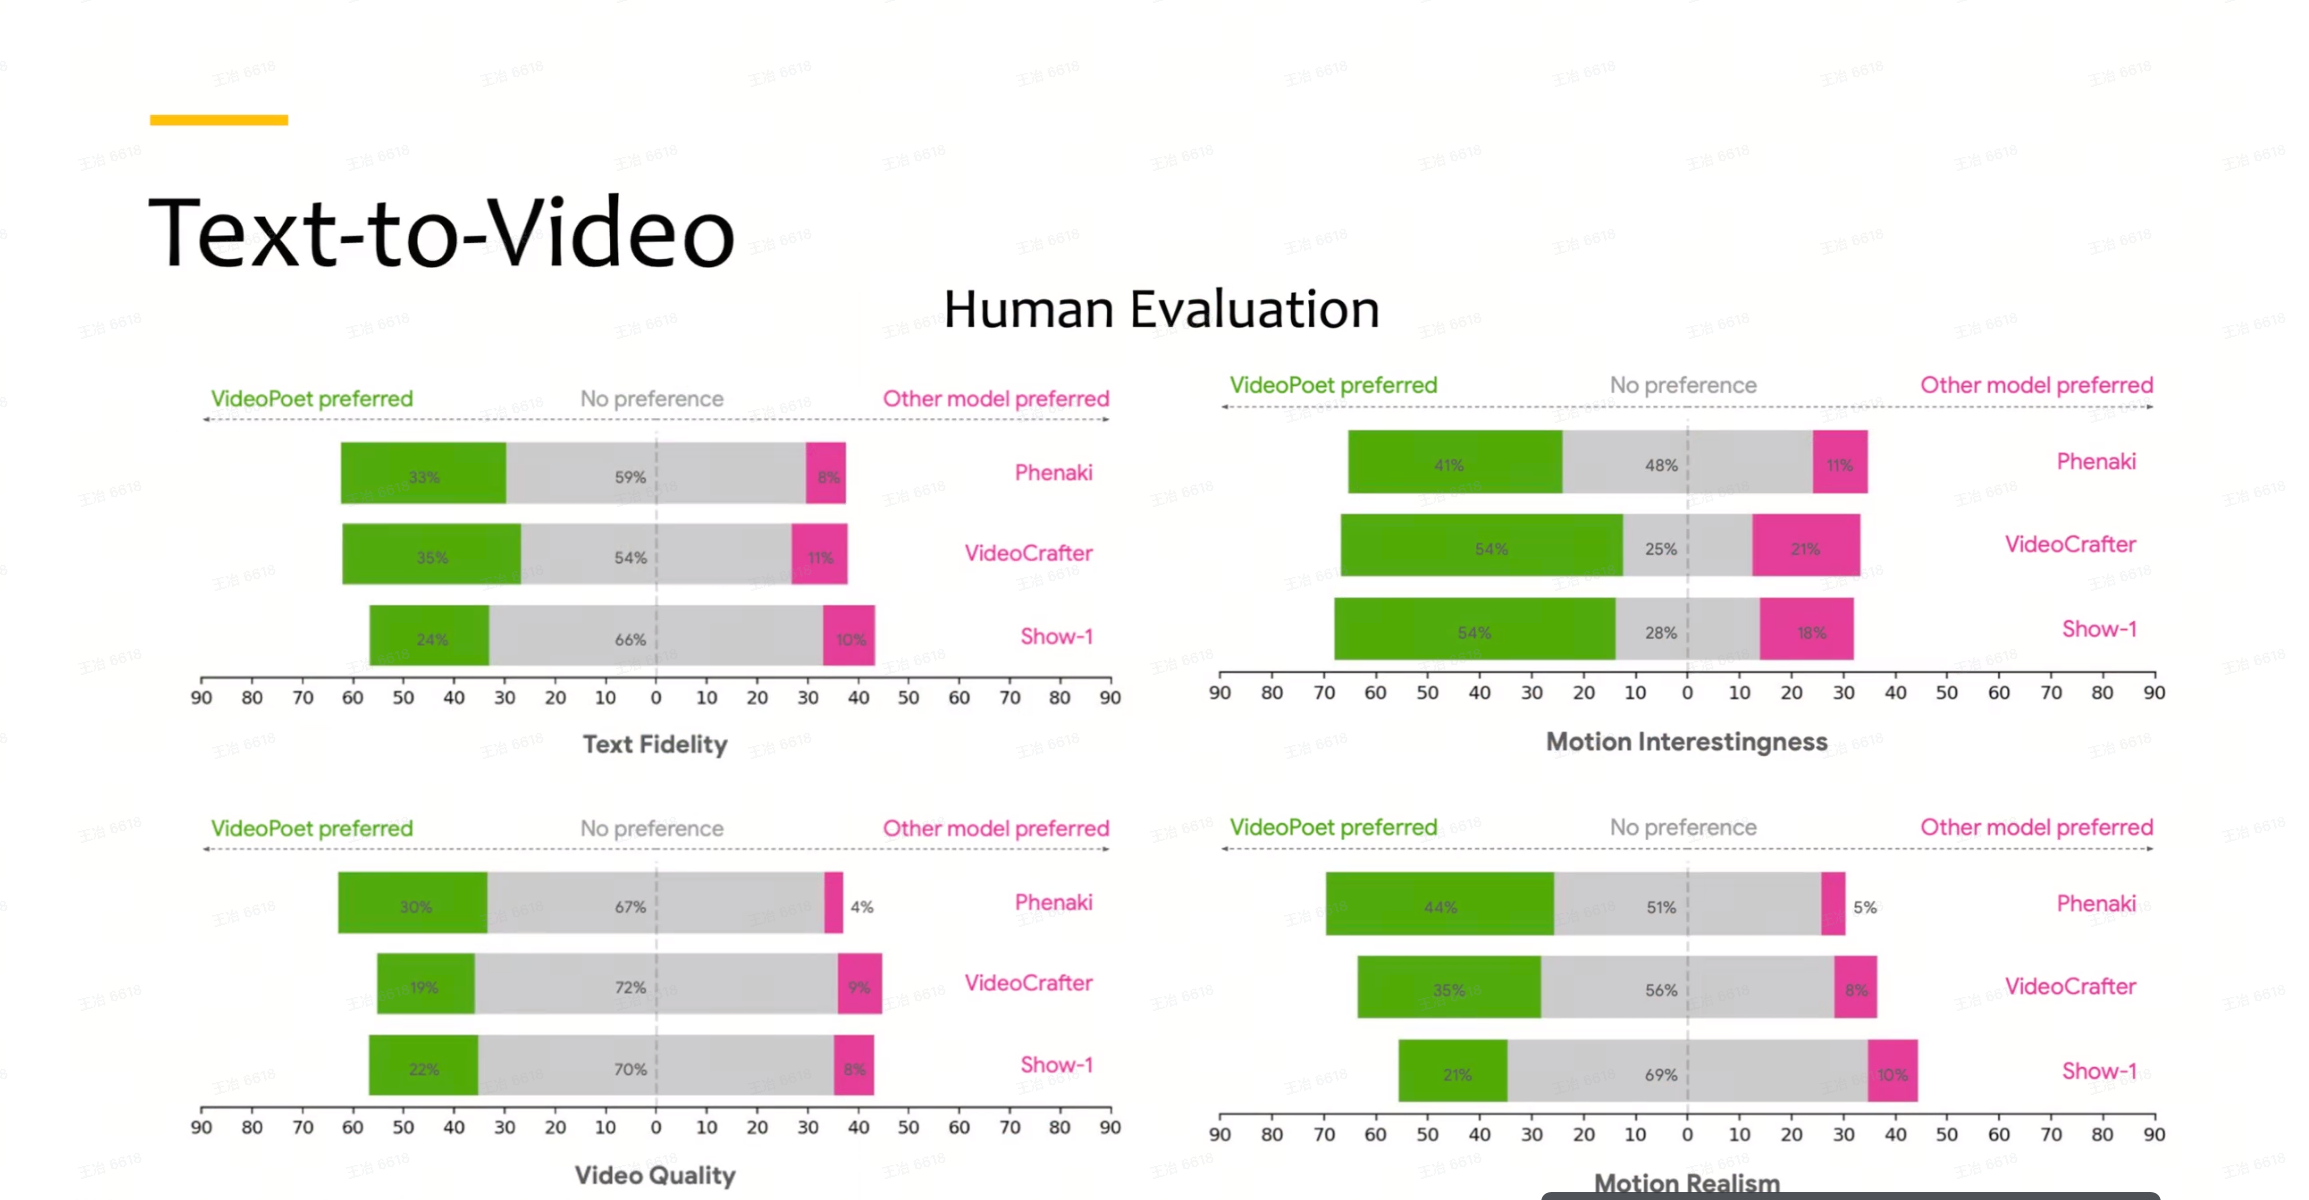 Text-to-Video
Human Evaluation
VideoPoet preferred No preference Other model preferred
33% 59% 8% Phenaki
35% 54% 11% VideoCrafter
24% 66% 10% Show-1
90 80 70 60 50 40 30 20 10 0 10 20 30 40 50 60 70 80 90
Text Fidelity
VideoPoet preferred No preference Other model preferred
41% 48% 11% Phenaki
54% 25% 21% VideoCrafter
54% 28% 18% Show-1
90 80 70 60 50 40 30 20 10 0 10 20 30 40 50 60 70 80 90
Motion Interestingness
VideoPoet preferred No preference Other model preferred
30% 67% 4% Phenaki
19% 72% 9% VideoCrafter
22% 70% 8% Show-1
90 80 70 60 50 40 30 20 10 0 10 20 30 40 50 60 70 80 90
Video Quality
VideoPoet preferred No preference Other model preferred
44% 51% 5% Phenaki
35% 56% 8% VideoCrafter
21% 69% 10% Show-1
90 80 70 60 50 40 30 20 10 0 10 20 30 40 50 60 70 80 90
Motion Realism
王冶 6618